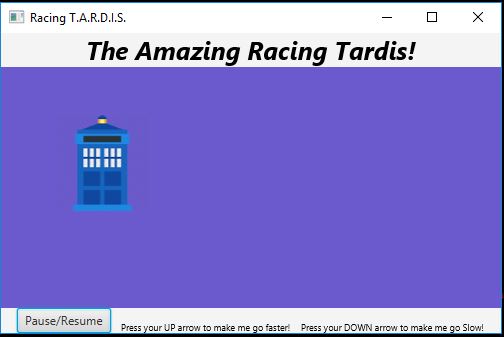 Racing T.A.R.D.I.S.
The Amazing Racing Tardis!
Pause/Resume
Press your UP arrow to make me go faster!
Press your DOWN arrow to make me go Slow!